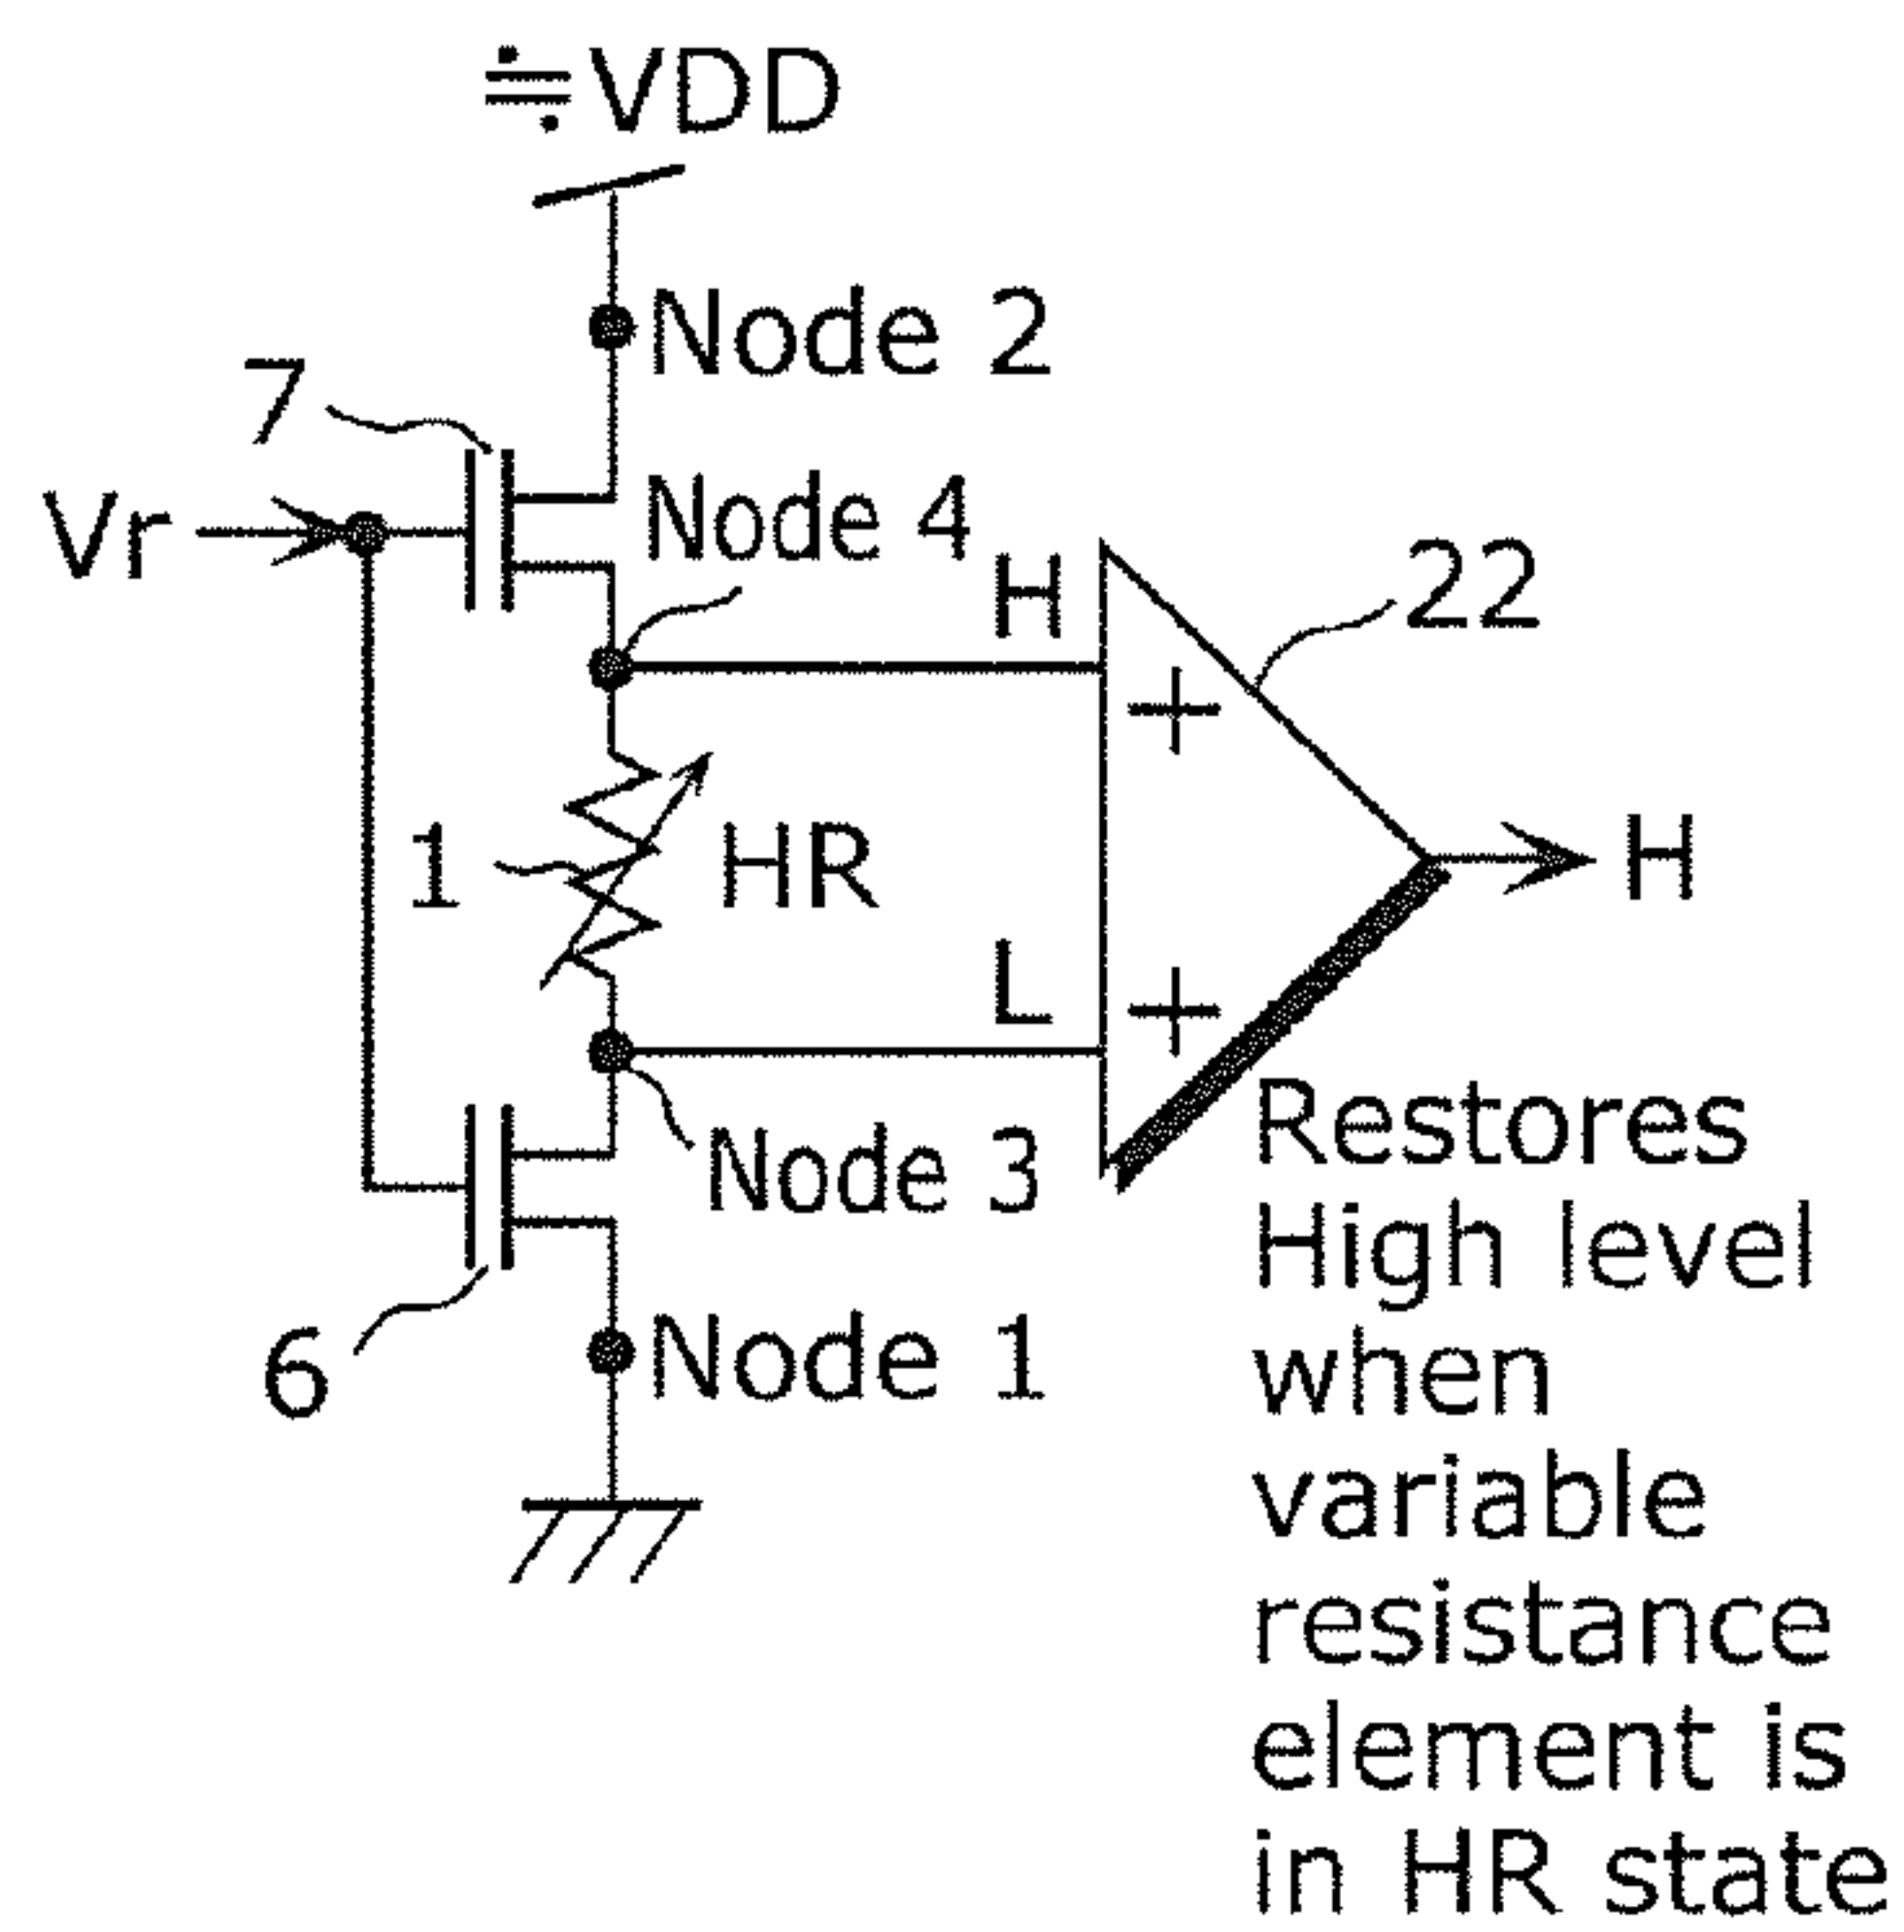 ≒VDD
Node 2
7
Node 4
Vr
H
22
+
1
HR
H
L
+
Node 3
6
Node 1
Restores
High level
when
variable
resistance
element is
in HR state